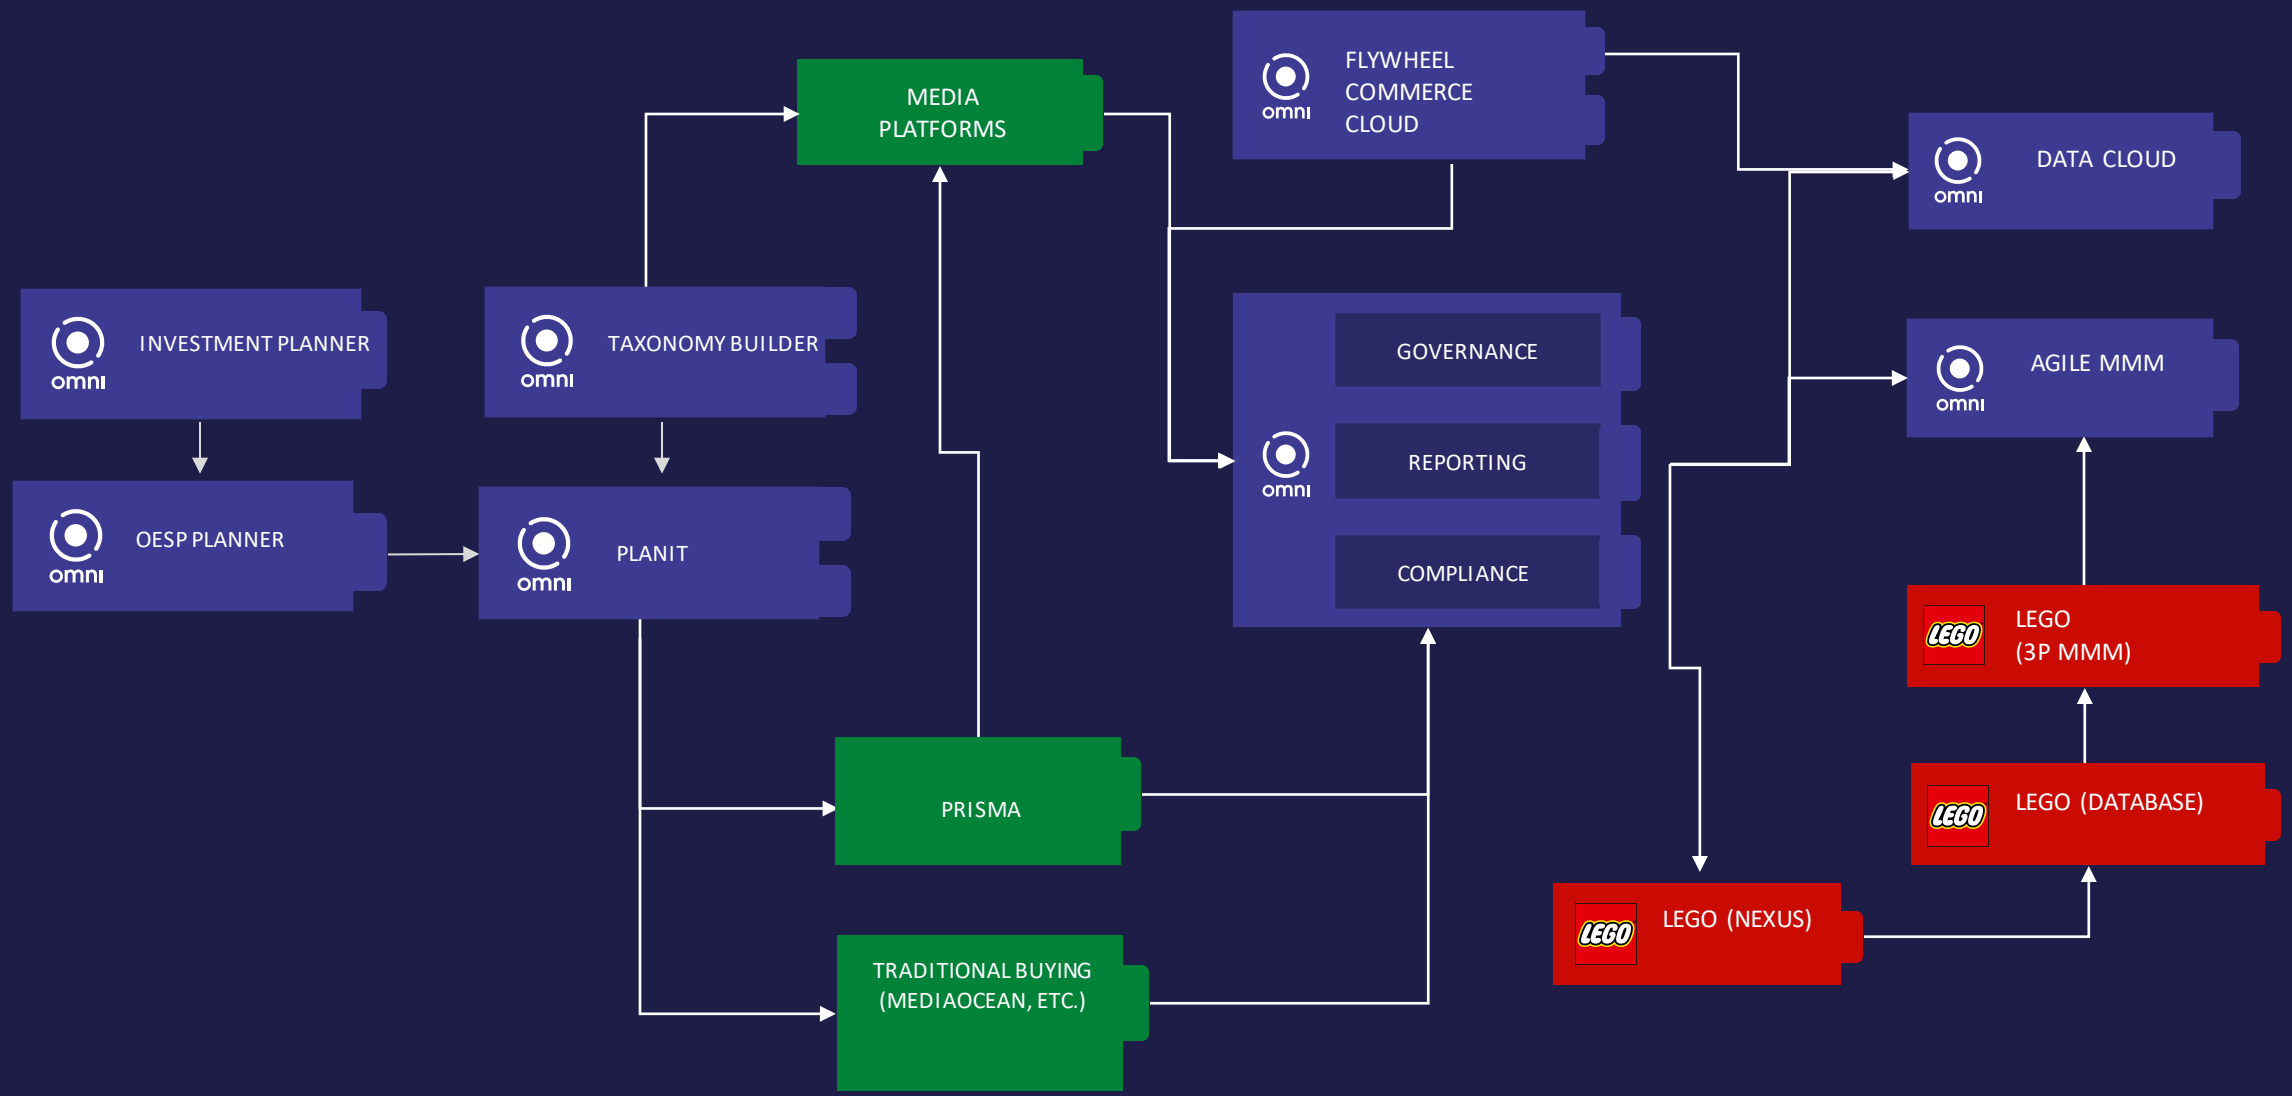 MEDIA
PLATFORMS
omni
FLYWHEEL
COMMERCE
CLOUD
omni
DATA CLOUD
omni
INVESTMENT PLANNER
omni
TAXONOMY BUILDER
omni
GOVERNANCE
REPORTING
COMPLIANCE
omni
AGILE MMM
omni
OESP PLANNER
omni
PLANIT
LEGO
LEGO
(3P MMM)
PRISMA
LEGO
LEGO (DATABASE)
TRADITIONAL BUYING
(MEDIAOCEAN, ETC.)
LEGO
LEGO (NEXUS)